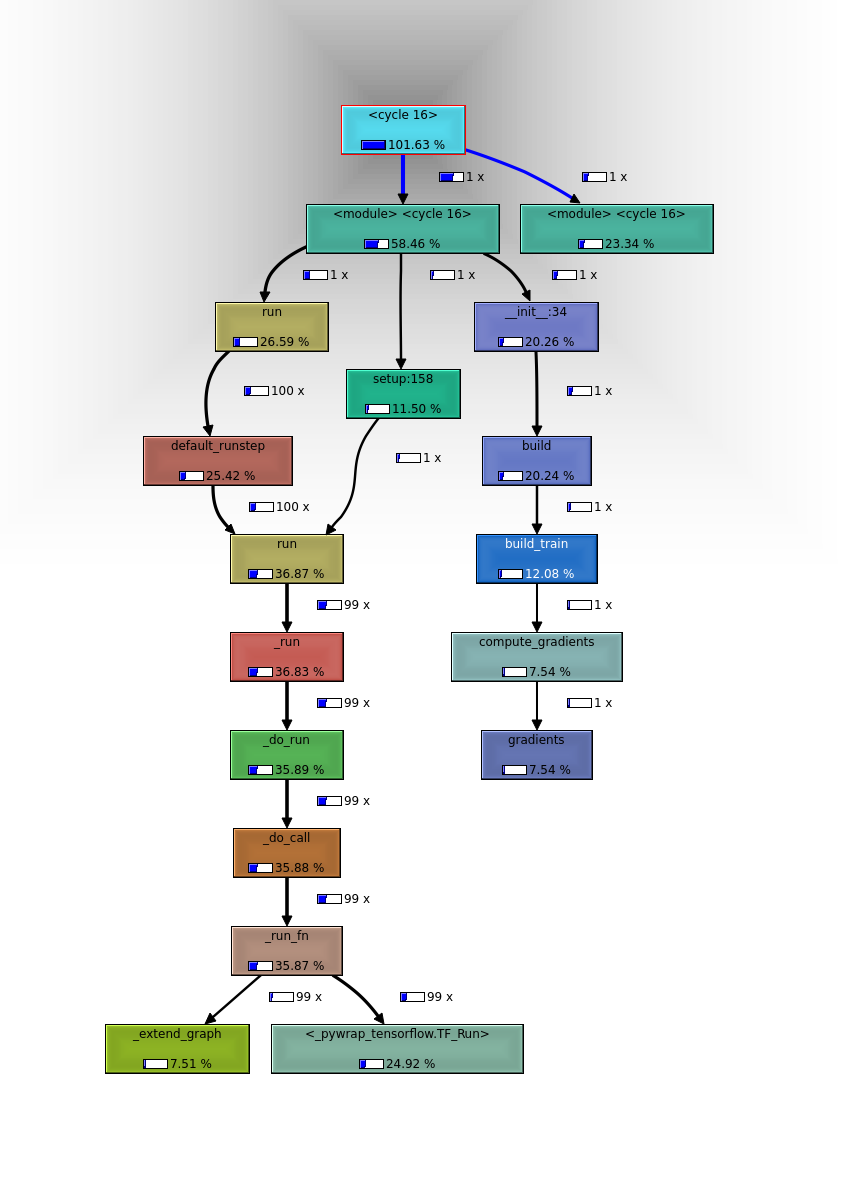 <cycle 16>
101.63 %
1 x
1 x
<module> <cycle 16>
58.46 %
<module> <cycle 16>
23.34 %
1 x
1 x
1 x
run
26.59 %
__init__:34
20.26 %
setup:158
11.50 %
100 x
1 x
default_runstep
25.42 %
build
20.24 %
1 x
100 x
1 x
run
36.87 %
build_train
12.08 %
99 x
1 x
_run
36.83 %
compute_gradients
7.54 %
99 x
1 x
_do_run
35.89 %
gradients
7.54 %
99 x
_do_call
35.88 %
99 x
_run_fn
35.87 %
99 x
99 x
_extend_graph
7.51 %
<_pywrap_tensorflow.TF_Run>
24.92 %